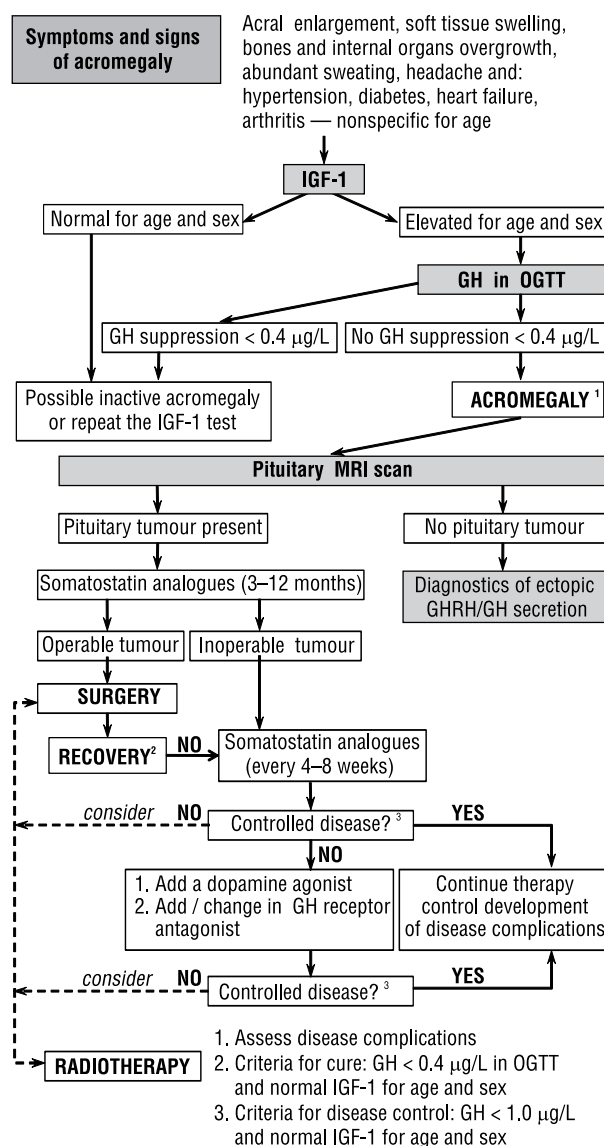 Symptoms and signs
of acromegaly
Acral enlargement, soft tissue swelling,
bones and internal organs overgrowth,
abundant sweating, headache and:
hypertension, diabetes, heart failure,
arthritis — nonspecific for age
IGF-1
Normal for age and sex
Elevated for age and sex
GH in OGTT
GH suppression < 0.4 μg/L
No GH suppression < 0.4 μg/L
Possible inactive acromegaly
or repeat the IGF-1 test
ACROMEGALY 1
Pituitary MRI scan
Pituitary tumour present
No pituitary tumour
Somatostatin analogues (3–12 months)
Diagnostics of ectopic
GHRH/GH secretion
Operable tumour
Inoperable tumour
SURGERY
RECOVERY2
NO
Somatostatin analogues
(every 4–8 weeks)
consider
NO
Controlled disease? 3
YES
NO
1. Add a dopamine agonist
2. Add / change in GH receptor
antagonist
Continue therapy
control development
of disease complications
consider
NO
Controlled disease? 3
YES
RADIOTHERAPY
1. Assess disease complications
2. Criteria for cure: GH < 0.4 μg/L in OGTT
and normal IGF-1 for age and sex
3. Criteria for disease control: GH < 1.0 μg/L
and normal IGF-1 for age and sex